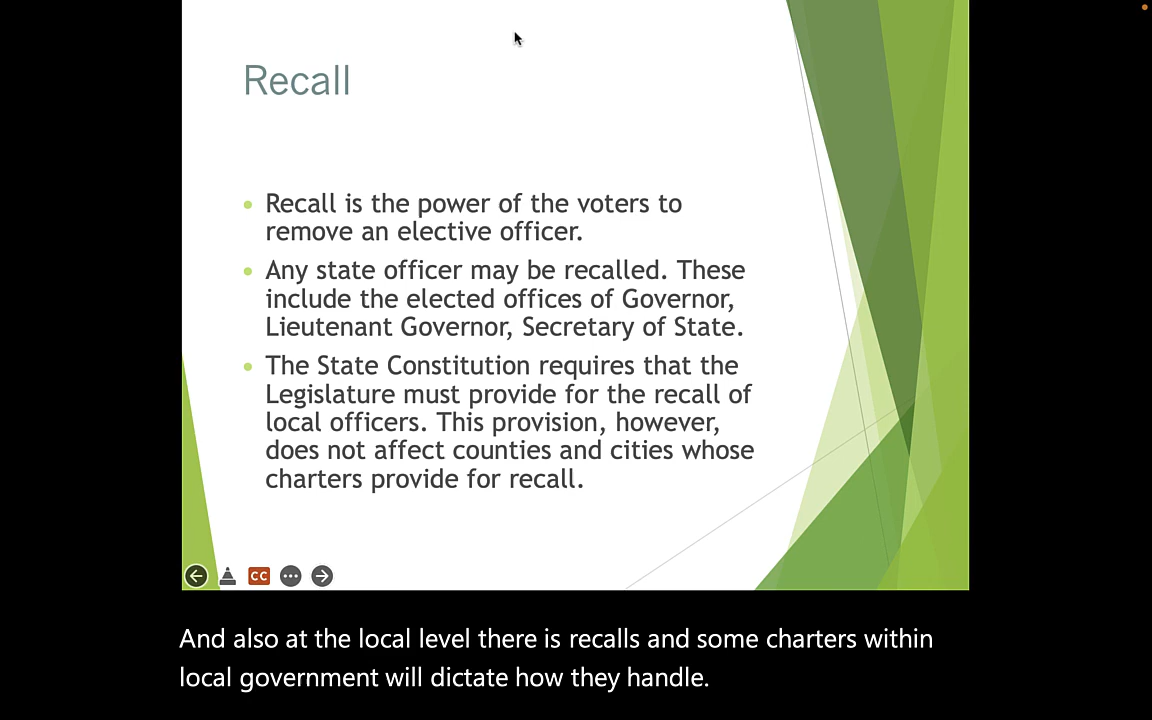 Recall
Recall is the power of the voters to
remove an elective officer.
Any state officer may be recalled. These
include the elected offices of Governor,
Lieutenant Governor, Secretary of State.
The State Constitution requires that the
Legislature must provide for the recall of
local officers. This provision, however,
does not affect counties and cities whose
charters provide for recall.
CC
And also at the local level there is recalls and some charters within
local government will dictate how they handle.